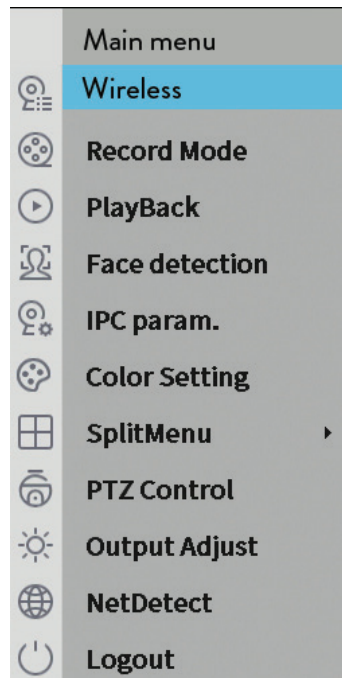 Main menu
Wireless
Record Mode
PlayBack
Face detection
IPC param.
Color Setting
SplitMenu
PTZ Control
Output Adjust
NetDetect
Logout